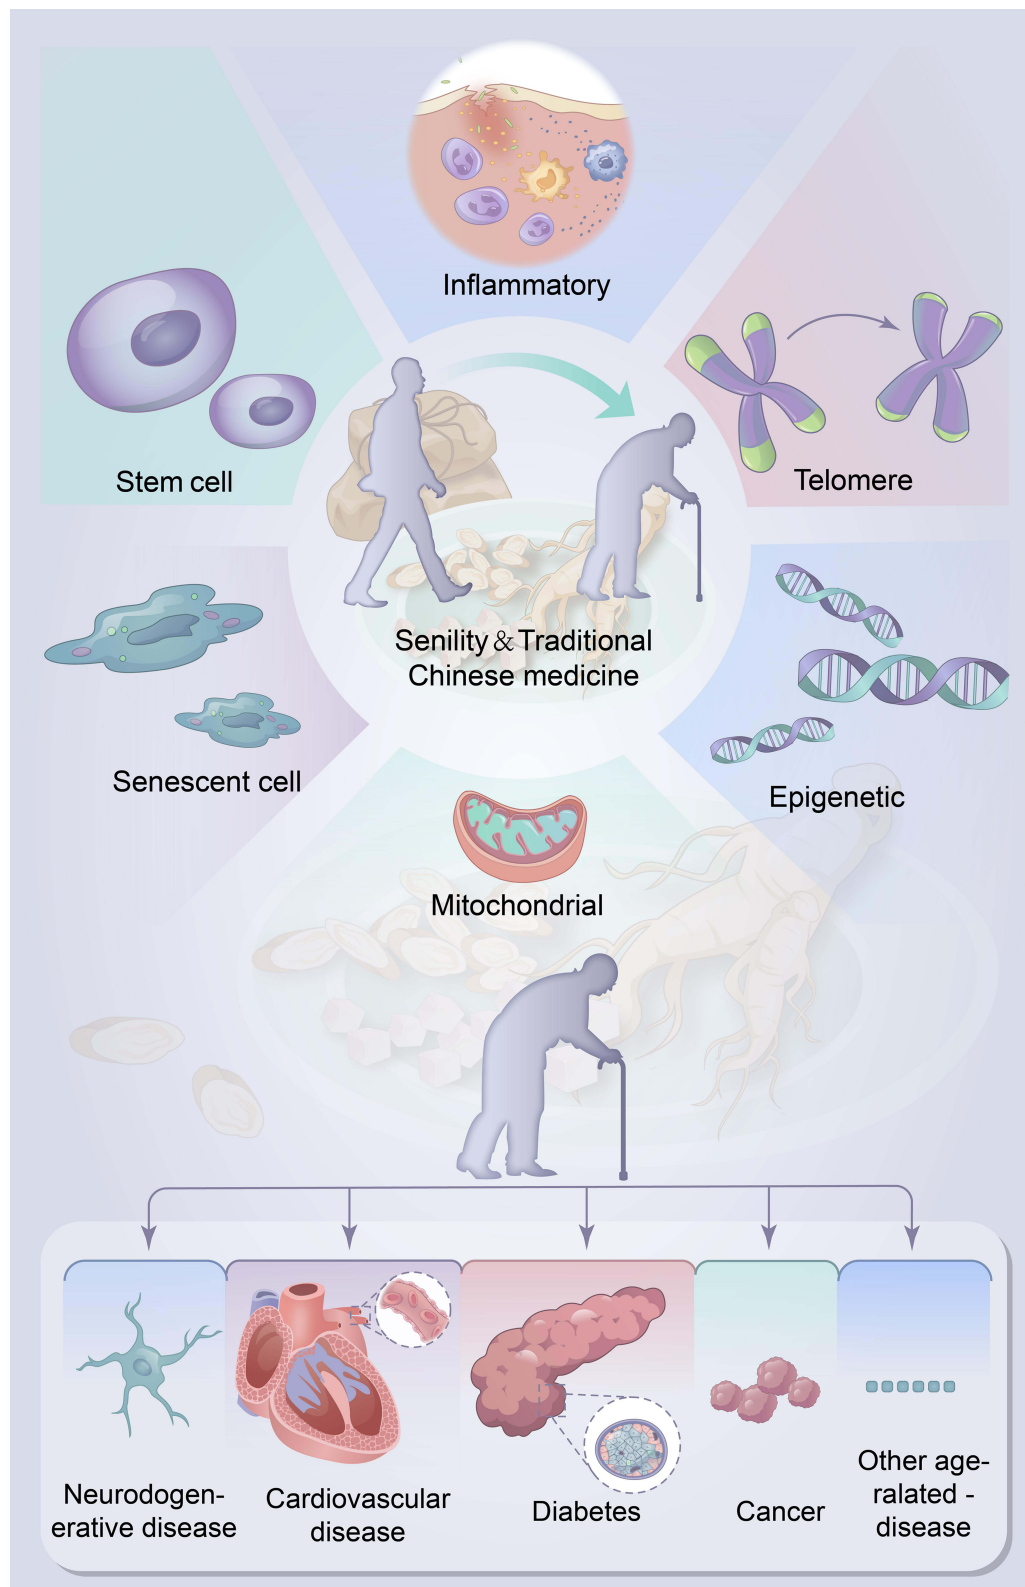 Inflammatory
Stem cell
Telomere
Senility & Traditional
Chinese medicine
Senescent cell
Epigenetic
Mitochondrial
Neurodogen-
erative disease
Cardiovascular
disease
Diabetes
Cancer
Other age-
ralated -
disease